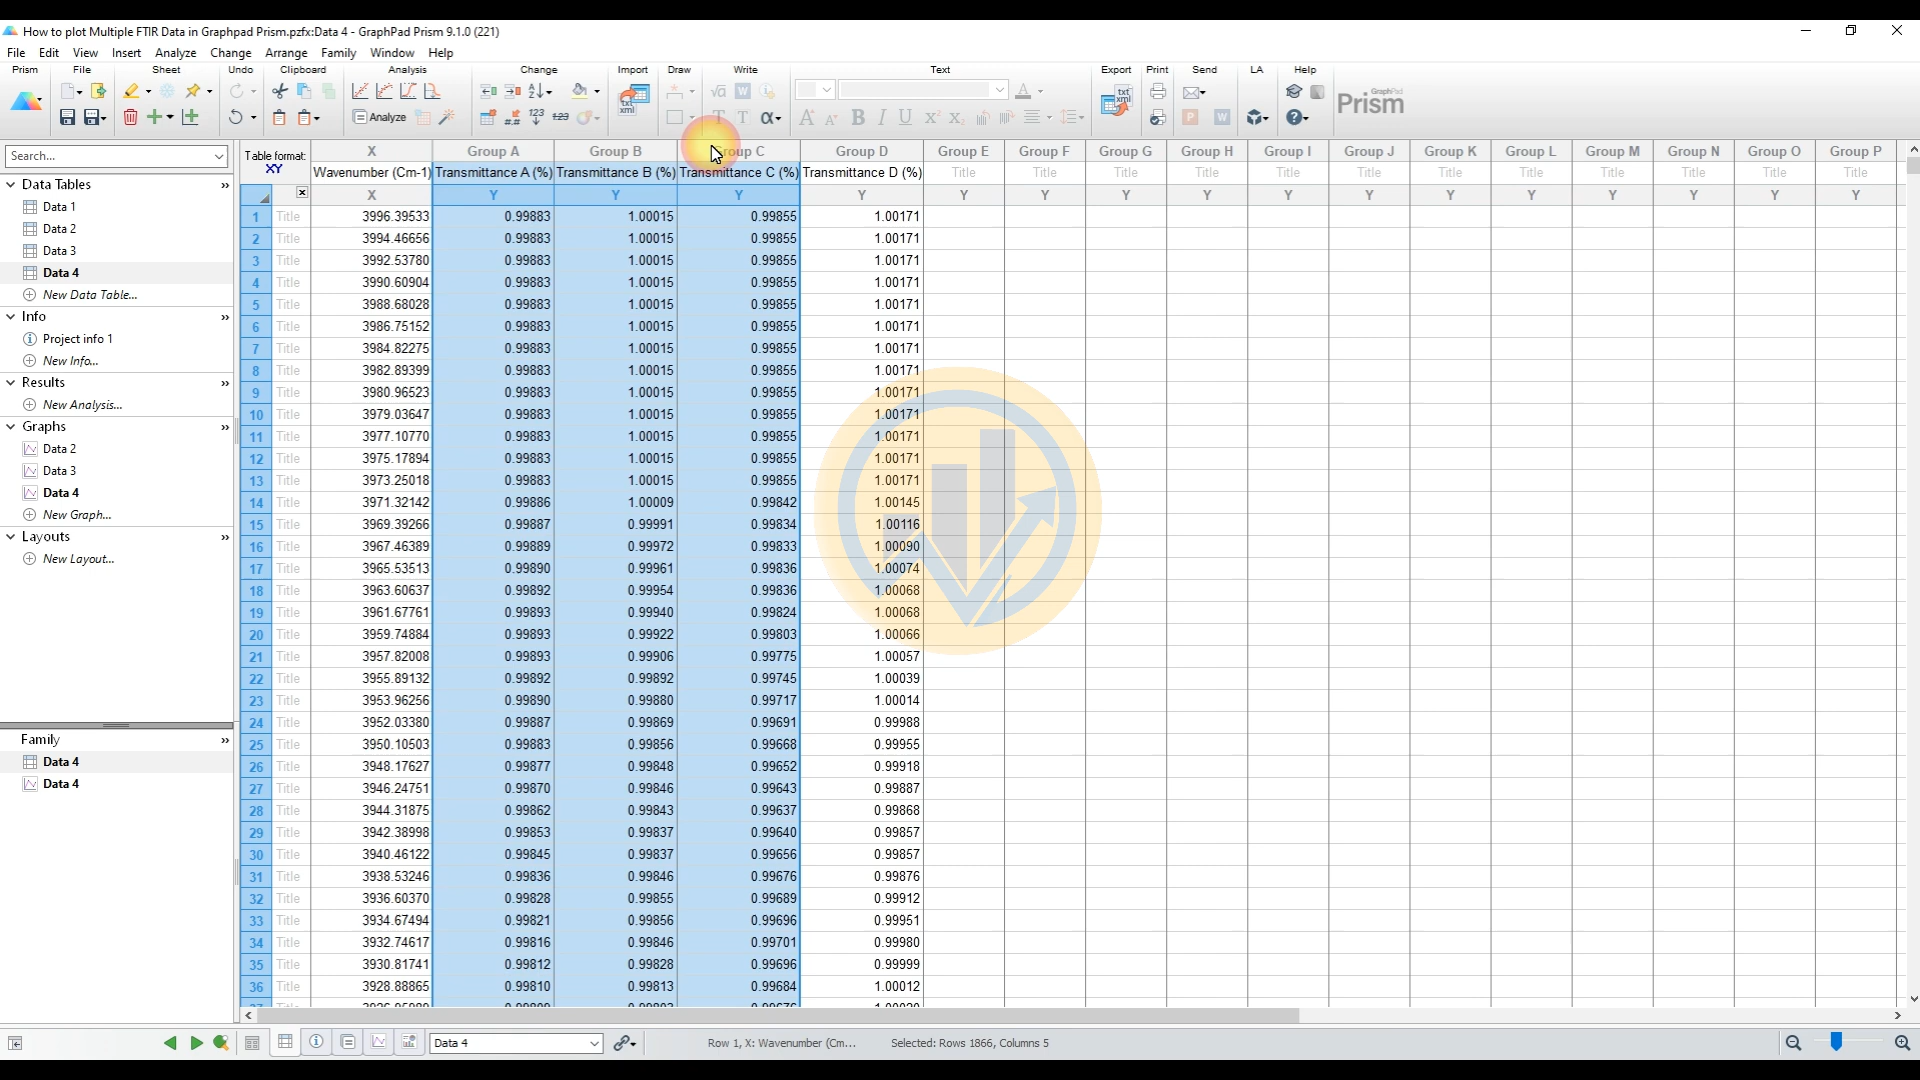 How to plot Multiple FTIR Data in Graphpad Prism.pzfx:Data 4 - GraphPad Prism 9.1.0 (221)
File Edit View Insert Analyze Change Arrange Family Window Help
Prism File Sheet Undo Clipboard Analysis Change Import Draw Write Text Export Print Send LA Help
Analyze
GraphPad Prism
Search...
Data Tables
Data 1
Data 2
Data 3
Data 4
New Data Table...
Info
Project info 1
New Info...
Results
New Analysis...
Graphs
Data 2
Data 3
Data 4
New Graph...
Layouts
New Layout...
Family
Data 4
Data 4
Table format: X Group A Group B Group C Group D Group E Group F Group G Group H Group I Group J Group K Group L Group M Group N Group O Group P
XY Wavenumber (Cm-1) Transmittance A (%) Transmittance B (%) Transmittance C (%) Transmittance D (%) Title Title Title Title Title Title Title Title Title Title Title Title
X Y Y Y Y Y Y Y Y Y Y Y Y Y Y Y Y
1 Title 3996.39533 0.99883 1.00015 0.99855 1.00171
2 Title 3994.46656 0.99883 1.00015 0.99855 1.00171
3 Title 3992.53780 0.99883 1.00015 0.99855 1.00171
4 Title 3990.60904 0.99883 1.00015 0.99855 1.00171
5 Title 3988.68028 0.99883 1.00015 0.99855 1.00171
6 Title 3986.75152 0.99883 1.00015 0.99855 1.00171
7 Title 3984.82275 0.99883 1.00015 0.99855 1.00171
8 Title 3982.89399 0.99883 1.00015 0.99855 1.00171
9 Title 3980.96523 0.99883 1.00015 0.99855 1.00171
10 Title 3979.03647 0.99883 1.00015 0.99855 1.00171
11 Title 3977.10770 0.99883 1.00015 0.99855 1.00171
12 Title 3975.17894 0.99883 1.00015 0.99855 1.00171
13 Title 3973.25018 0.99883 1.00015 0.99855 1.00171
14 Title 3971.32142 0.99886 1.00009 0.99842 1.00145
15 Title 3969.39266 0.99887 0.99991 0.99834 1.00116
16 Title 3967.46389 0.99889 0.99972 0.99833 1.00090
17 Title 3965.53513 0.99890 0.99961 0.99836 1.00074
18 Title 3963.60637 0.99892 0.99954 0.99836 1.00068
19 Title 3961.67761 0.99893 0.99940 0.99824 1.00068
20 Title 3959.74884 0.99893 0.99922 0.99803 1.00066
21 Title 3957.82008 0.99893 0.99906 0.99775 1.00057
22 Title 3955.89132 0.99892 0.99892 0.99745 1.00039
23 Title 3953.96256 0.99890 0.99880 0.99717 1.00014
24 Title 3952.03380 0.99887 0.99869 0.99691 0.99988
25 Title 3950.10503 0.99883 0.99856 0.99668 0.99955
26 Title 3948.17627 0.99877 0.99848 0.99652 0.99918
27 Title 3946.24751 0.99870 0.99846 0.99643 0.99887
28 Title 3944.31875 0.99862 0.99843 0.99637 0.99868
29 Title 3942.38998 0.99853 0.99837 0.99640 0.99857
30 Title 3940.46122 0.99845 0.99837 0.99656 0.99857
31 Title 3938.53246 0.99836 0.99846 0.99676 0.99876
32 Title 3936.60370 0.99828 0.99855 0.99689 0.99912
33 Title 3934.67494 0.99821 0.99856 0.99696 0.99951
34 Title 3932.74617 0.99816 0.99846 0.99701 0.99980
35 Title 3930.81741 0.99812 0.99828 0.99696 0.99999
36 Title 3928.88865 0.99810 0.99813 0.99684 1.00012
Data 4 Row 1, X: Wavenumber (Cm... Selected: Rows 1866, Columns 5